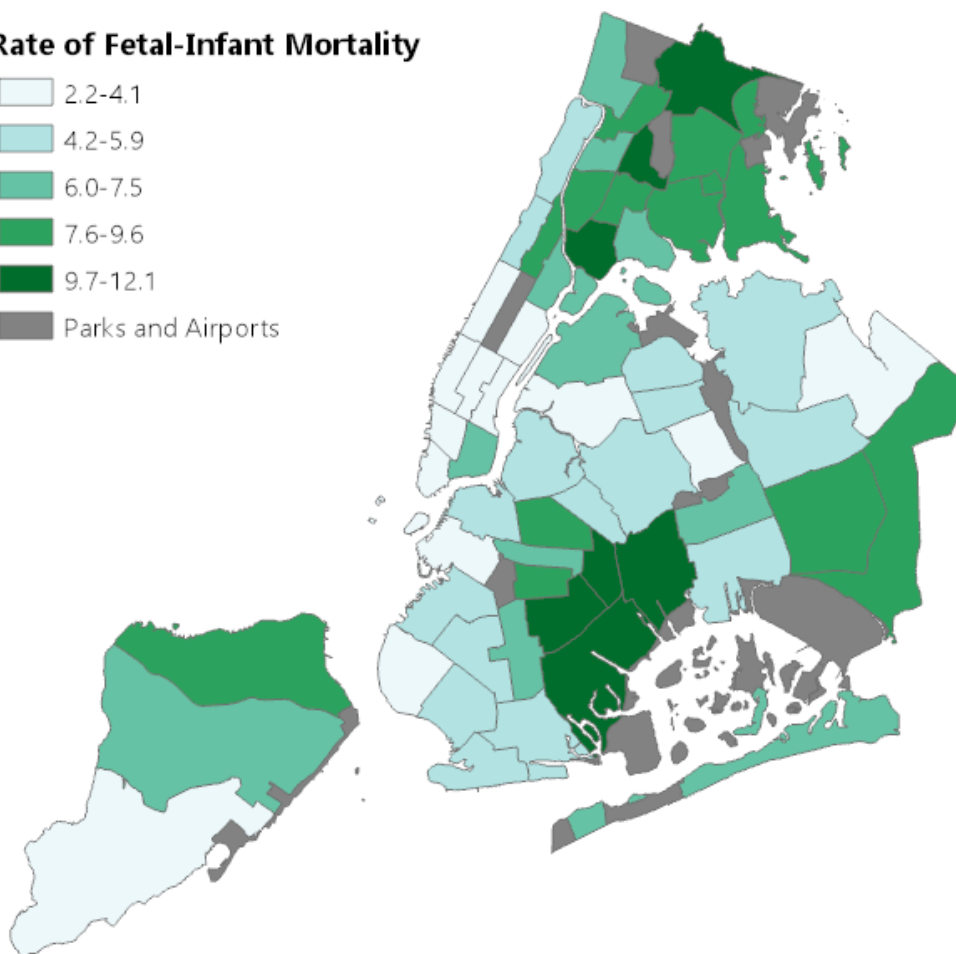 Rate of Fetal-Infant Mortality
2.2-4.1
4.2-5.9
6.0-7.5
7.6-9.6
9.7-12.1
Parks and Airports